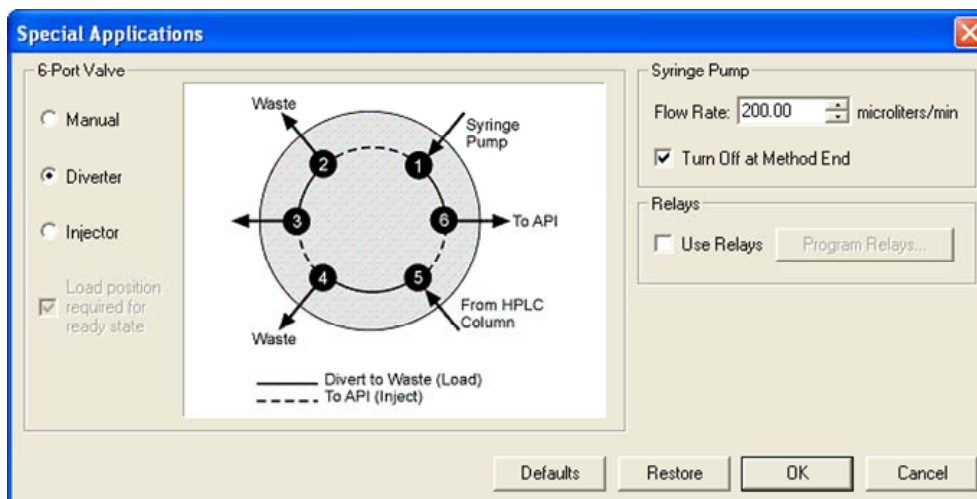 Special Applications
6-Port Valve
Manual
Diverter
Injector
Load position
required for
ready state
Waste
Syringe
Pump
2
1
3
6
To API
4
5
From HPLC
Column
Waste
Divert to Waste (Load)
To API (Inject)
Syringe Pump
Flow Rate: 200.00 microliters/min
Turn Off at Method End
Relays
Use Relays Program Relays...
Defaults Restore OK Cancel